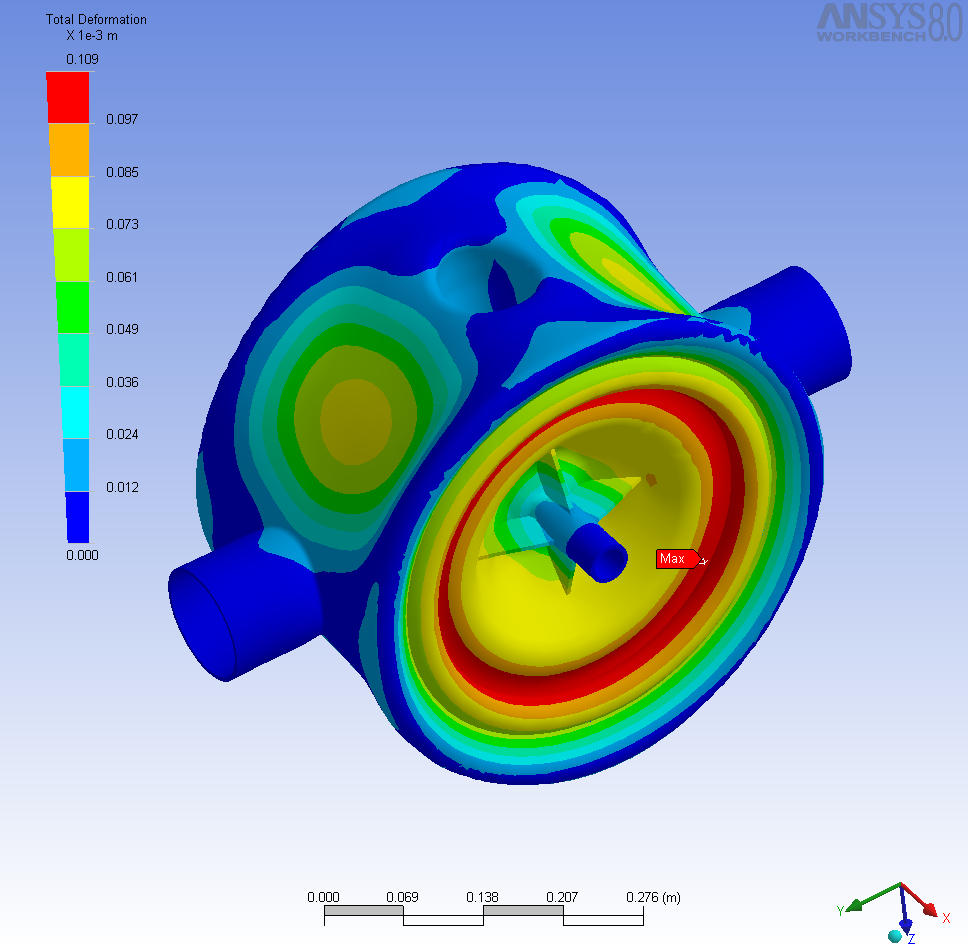 Total Deformation
X 1e-3 m
0.109
0.097
0.085
0.073
0.061
0.049
0.036
0.024
0.012
0.000
ANSYS 8.0
WORKBENCH
Max
0.000 0.069 0.138 0.207 0.276 (m)
Y
X
Z